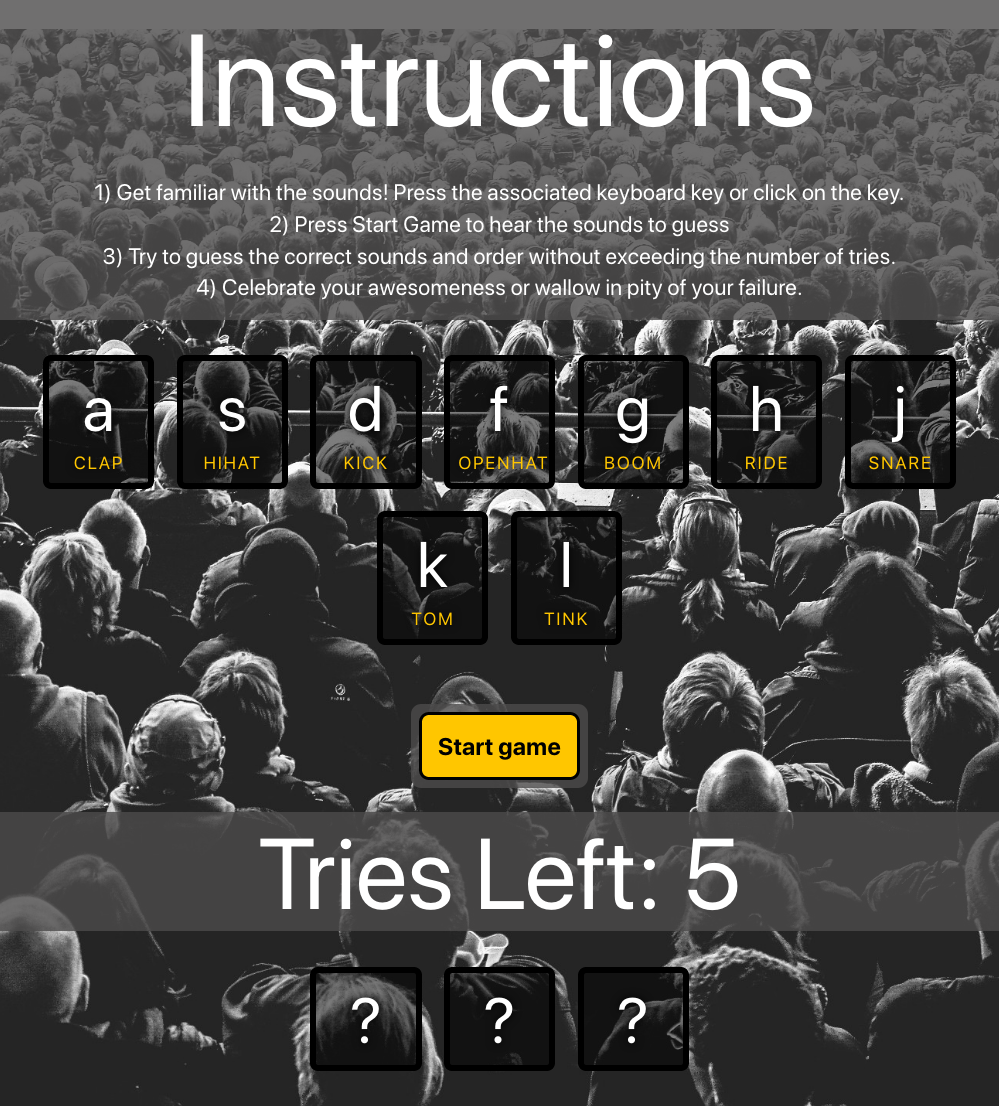 Instructions
1) Get familiar with the sounds! Press the associated keyboard key or click on the key.
2) Press Start Game to hear the sounds to guess
3) Try to guess the correct sounds and order without exceeding the number of tries.
4) Celebrate your awesomeness or wallow in pity of your failure.
a s d f g h j
CLAP HIHAT KICK OPENHAT BOOM RIDE SNARE
k l
TOM TINK
Start game
Tries Left: 5
? ? ?